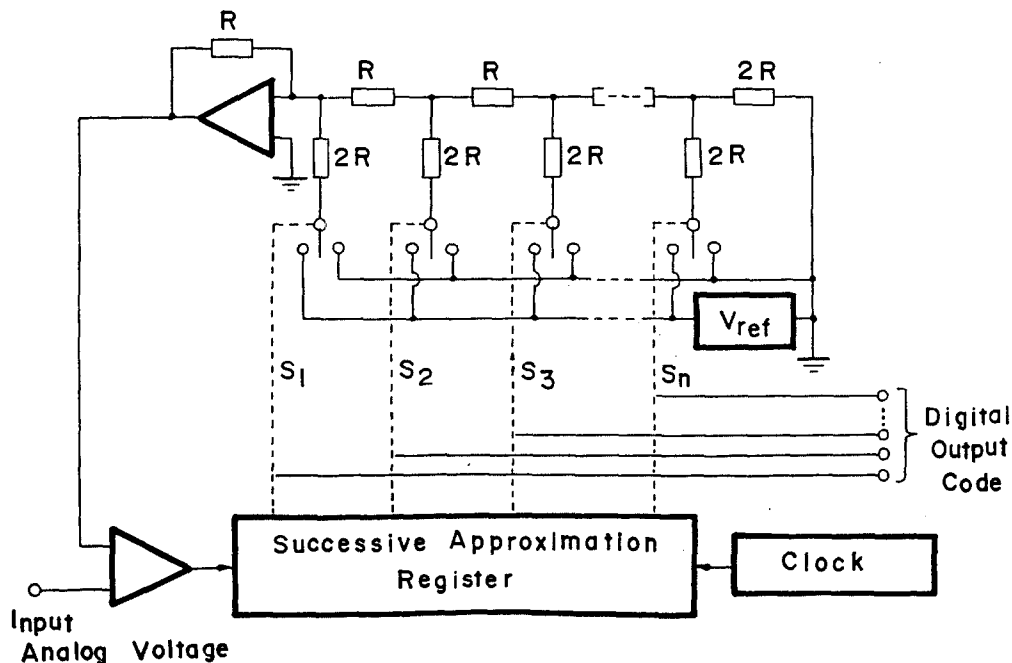 R
R
R
2R
2R
2R
2R
2R
Vref
S1
S2
S3
Sn
Digital
Output
Code
Successive Approximation
Register
Clock
Input
Analog Voltage